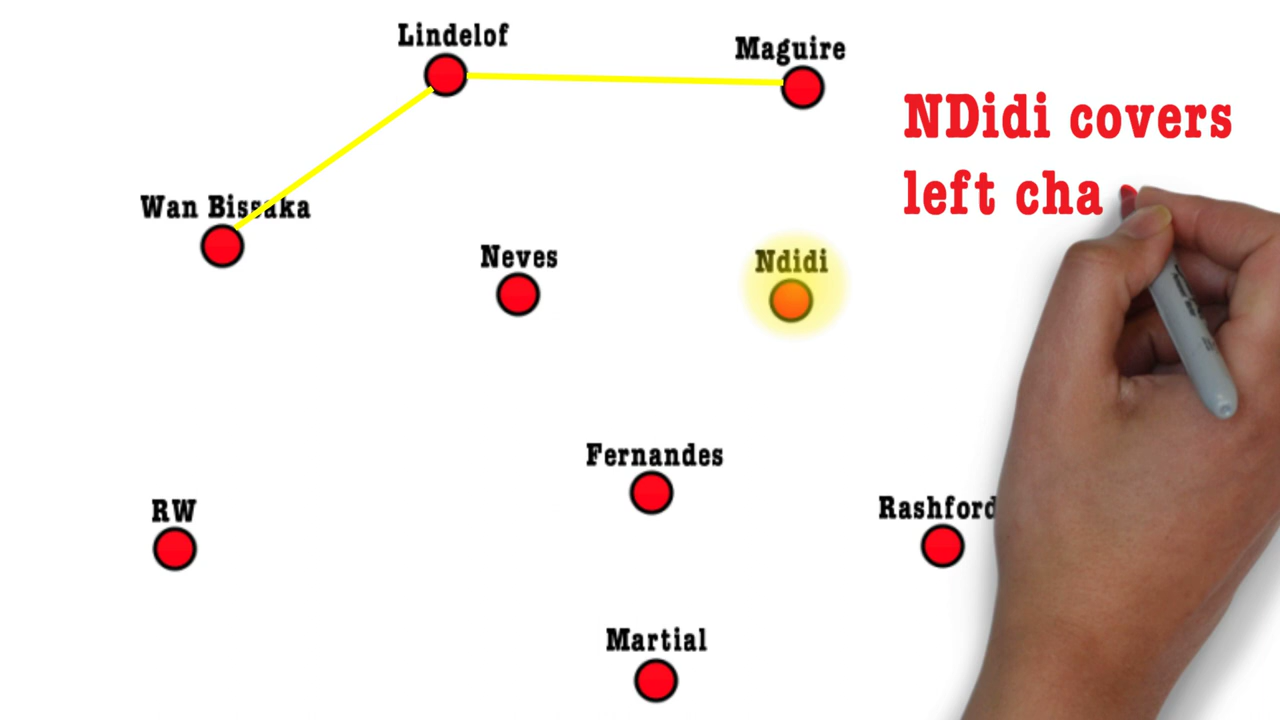 Lindelof
Maguire
NDidi covers
left cha
Wan Bissaka
Neves
Ndidi
Fernandes
RW
Rashford
Martial